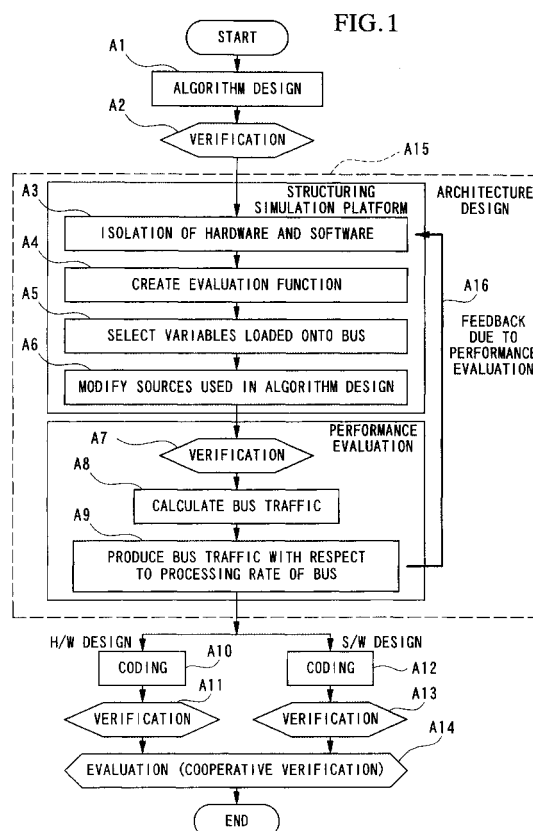 FIG. 1
START
A1
ALGORITHM DESIGN
A2
VERIFICATION
A15
STRUCTURING
SIMULATION PLATFORM
ARCHITECTURE
DESIGN
A3
ISOLATION OF HARDWARE AND SOFTWARE
A4
CREATE EVALUATION FUNCTION
A16
A5
SELECT VARIABLES LOADED ONTO BUS
FEEDBACK
DUE TO
PERFORMANCE
EVALUATION
A6
MODIFY SOURCES USED IN ALGORITHM DESIGN
PERFORMANCE
EVALUATION
A7
VERIFICATION
A8
CALCULATE BUS TRAFFIC
A9
PRODUCE BUS TRAFFIC WITH RESPECT
TO PROCESSING RATE OF BUS
H/W DESIGN
S/W DESIGN
CODING
A10
CODING
A12
A11
VERIFICATION
A13
VERIFICATION
A14
EVALUATION (COOPERATIVE VERIFICATION)
END